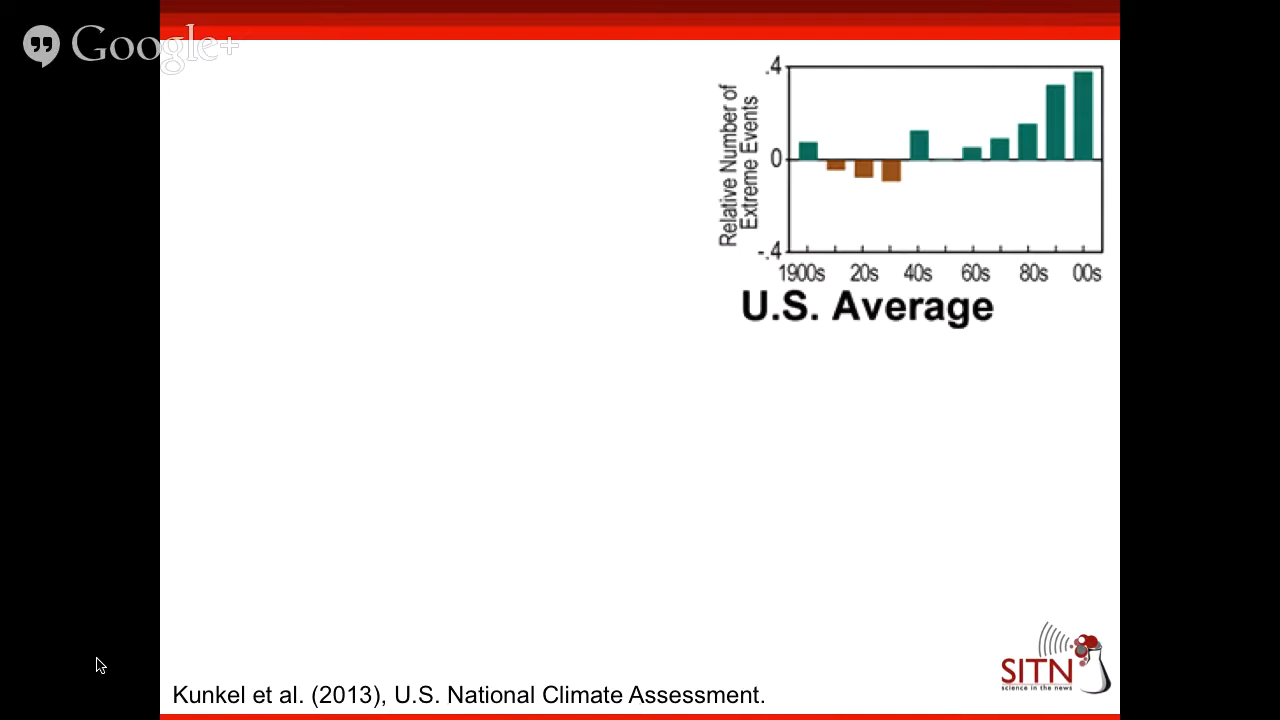 Google+
Relative Number of
Extreme Events
.4
0
-.4
1900s 20s 40s 60s 80s 00s
U.S. Average
SITN
science in the news
Kunkel et al. (2013), U.S. National Climate Assessment.